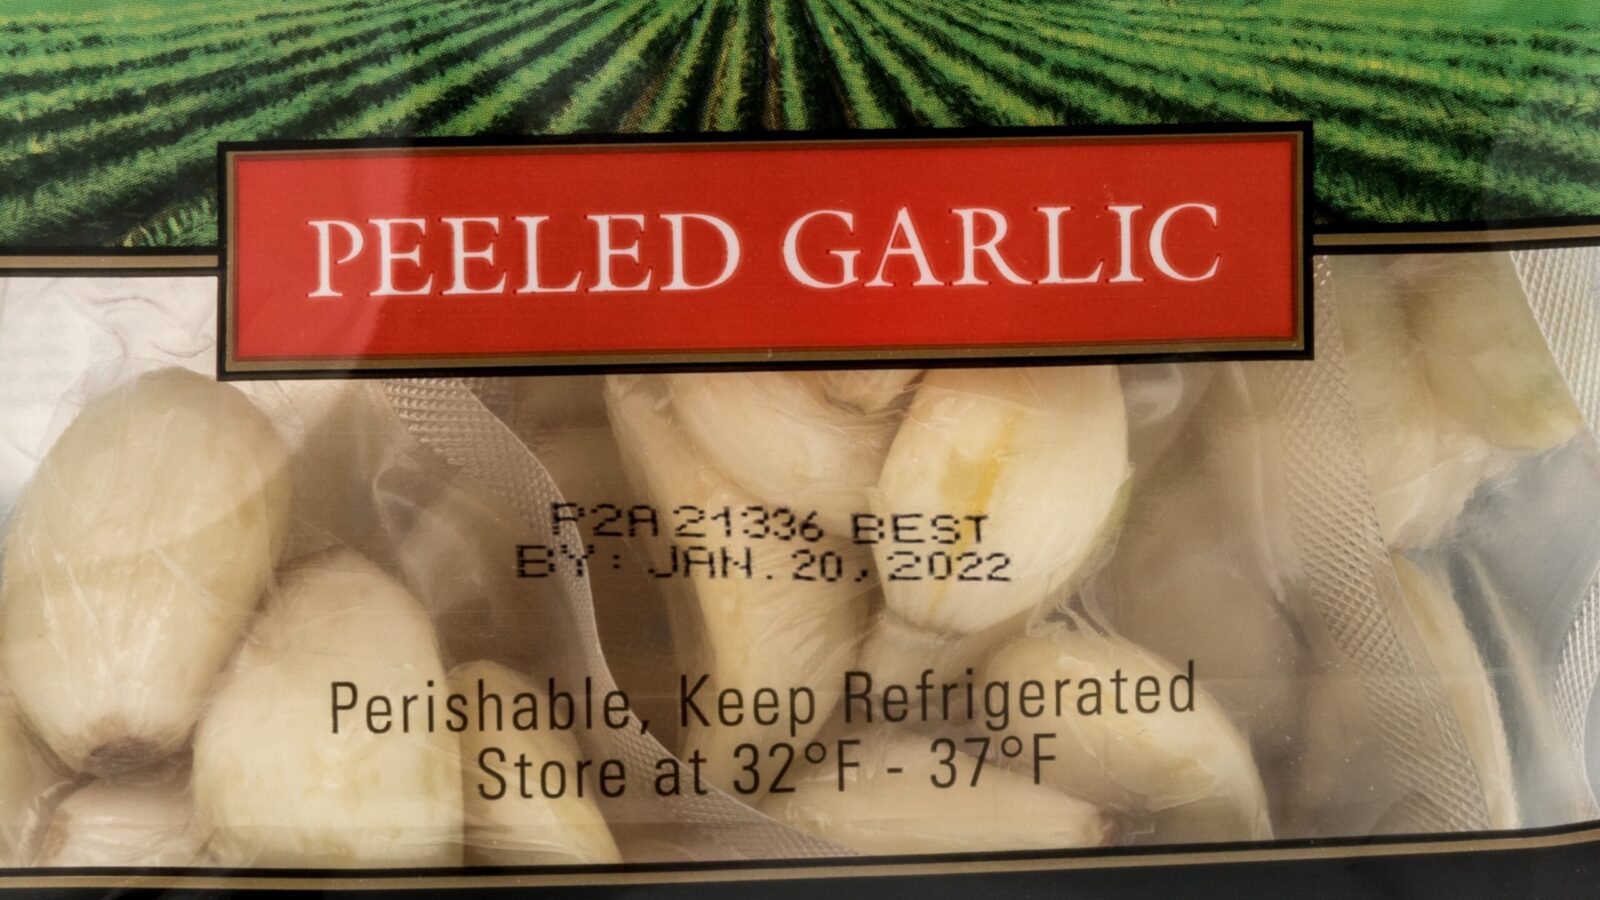 PEELED GARLIC
P2A 21336 BEST
BY: JAN. 20, 2022
Perishable, Keep Refrigerated
Store at 32°F - 37°F